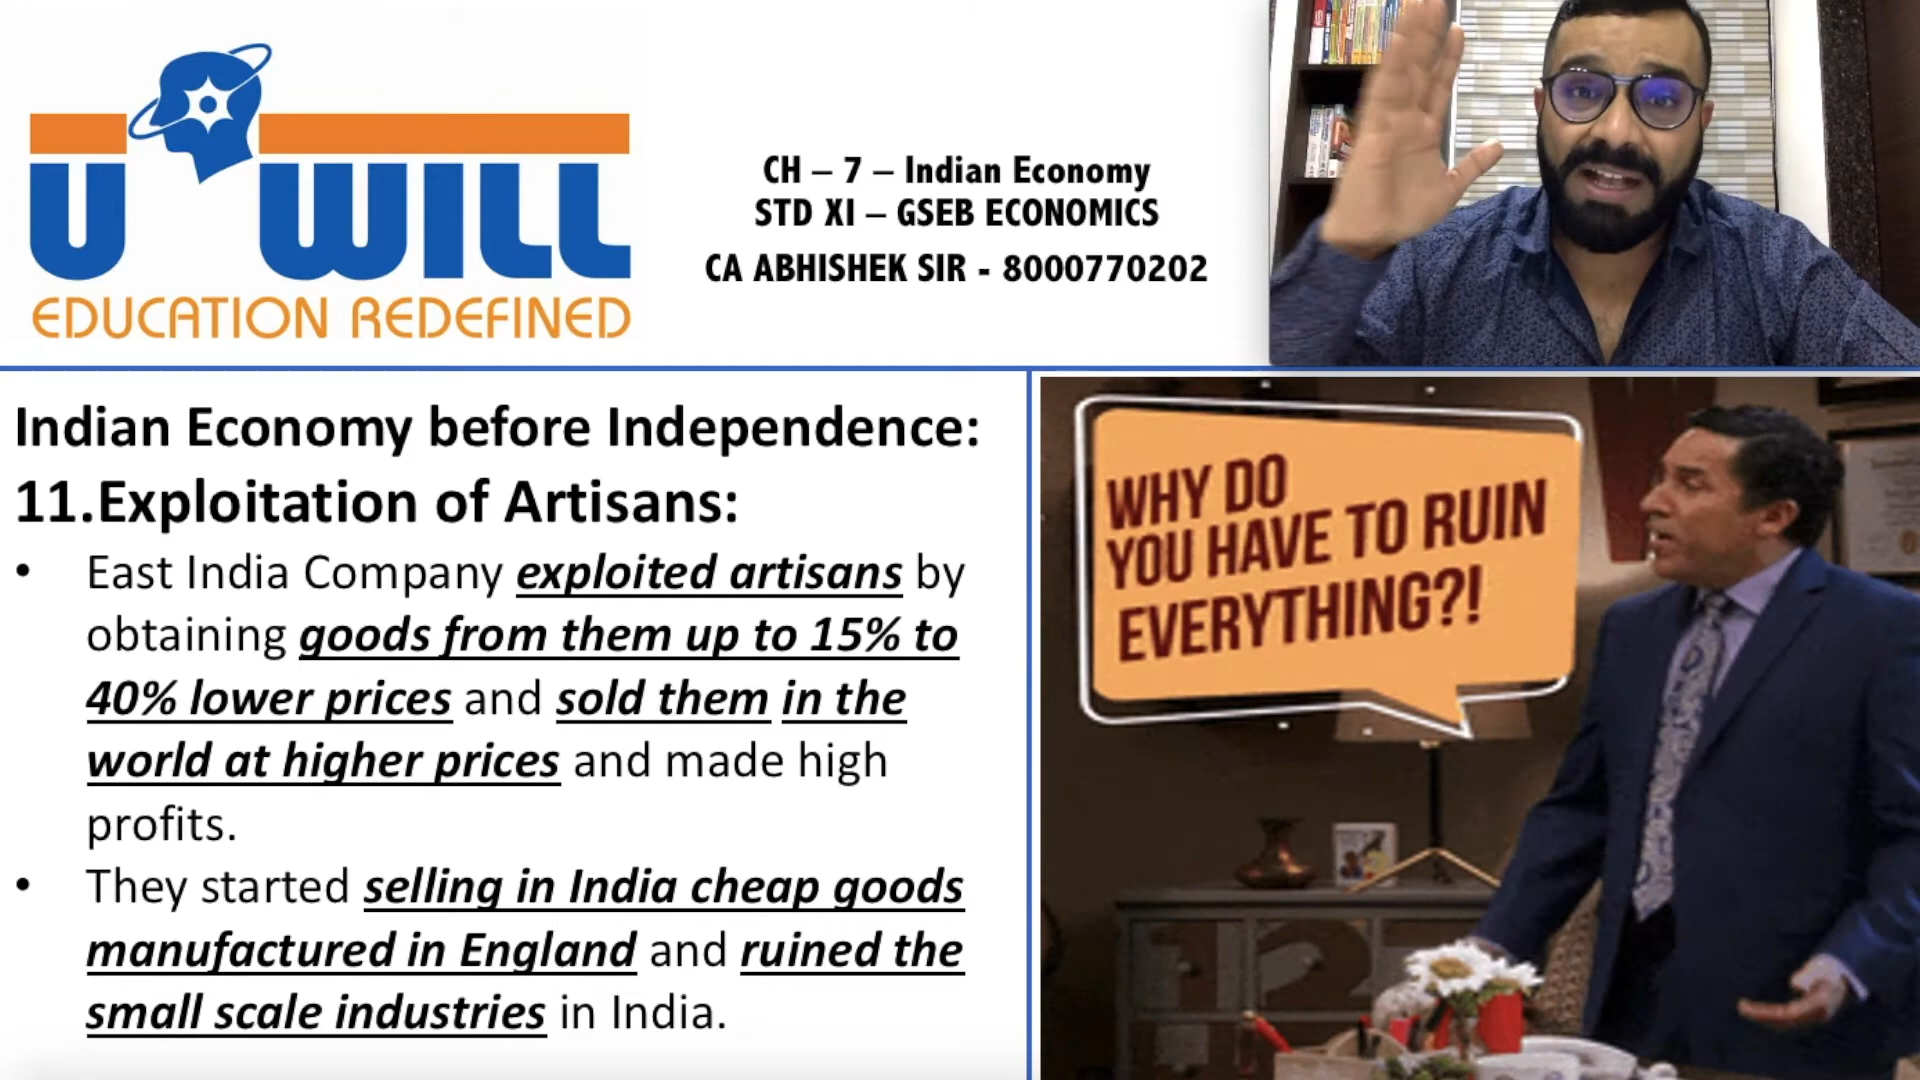 U WILL
EDUCATION REDEFINED
CH – 7 – Indian Economy
STD XI – GSEB ECONOMICS
CA ABHISHEK SIR - 8000770202
Indian Economy before Independence:
11.Exploitation of Artisans:
• East India Company exploited artisans by
obtaining goods from them up to 15% to
40% lower prices and sold them in the
world at higher prices and made high
profits.
• They started selling in India cheap goods
manufactured in England and ruined the
small scale industries in India.
WHY DO
YOU HAVE TO RUIN
EVERYTHING?!